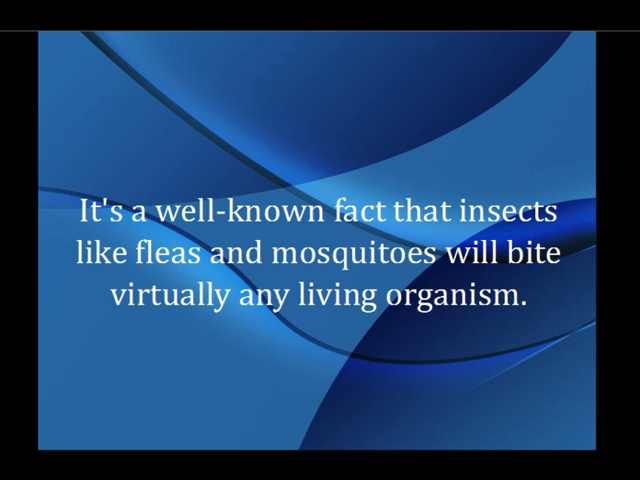 It's a well-known fact that insects
like fleas and mosquitoes will bite
virtually any living organism.